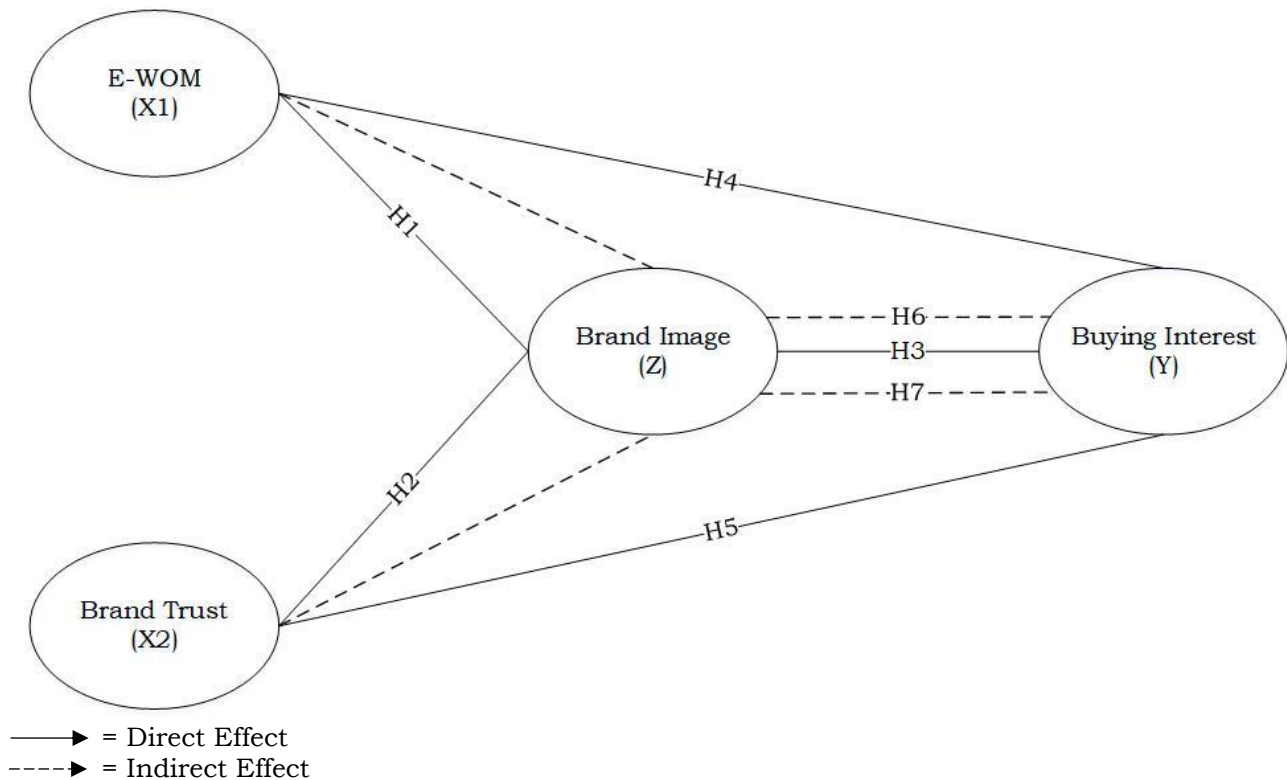 E-WOM
(X1)
H4
H1
H6
Brand Image
(Z)
H3
Buying Interest
(Y)
H7
H2
H5
Brand Trust
(X2)
= Direct Effect
= Indirect Effect